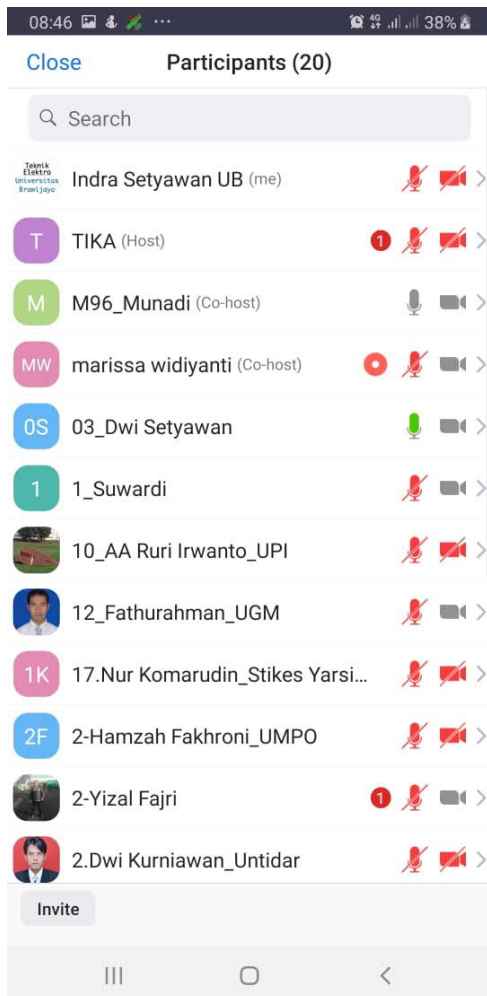 08:46 4G 38%
Close Participants (20)
Search
Teknik
Elektro
Universitas
Brawijaya
Indra Setyawan UB (me)
T TIKA (Host) 1
M M96_Munadi (Co-host)
MW marissa widiyanti (Co-host)
0S 03_Dwi Setyawan
1 1_Suwardi
10_AA Ruri Irwanto_UPI
12_Fathurahman_UGM
1K 17.Nur Komarudin_Stikes Yarsi...
2F 2-Hamzah Fakhroni_UMPO
2-Yizal Fajri 1
2.Dwi Kurniawan_Untidar
Invite